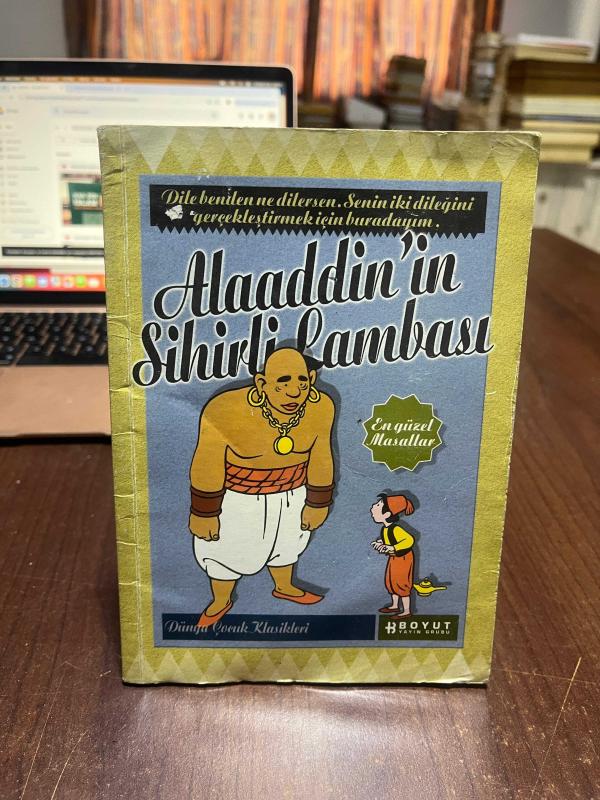 Dile benden ne dilersen. Senin iki dileğini
gerçekleştirmek için buradayım.
Alaaddin'in
Sihirli Lambası
En güzel
Masallar
Dünya Çocuk Klasikleri
BOYUT
YAYIN GRUBU